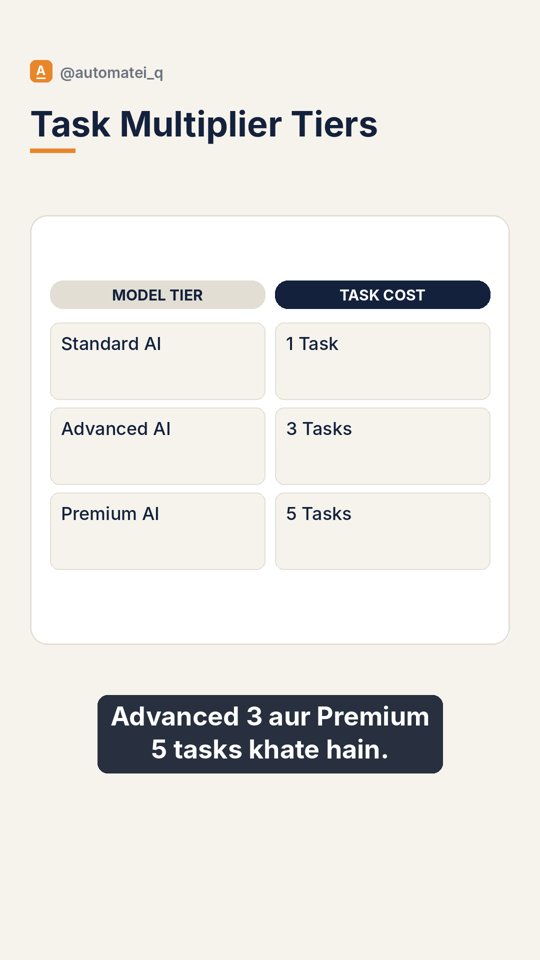 A @automatei_q
Task Multiplier Tiers
MODEL TIER TASK COST
Standard AI 1 Task
Advanced AI 3 Tasks
Premium AI 5 Tasks
Advanced 3 aur Premium
5 tasks khate hain.